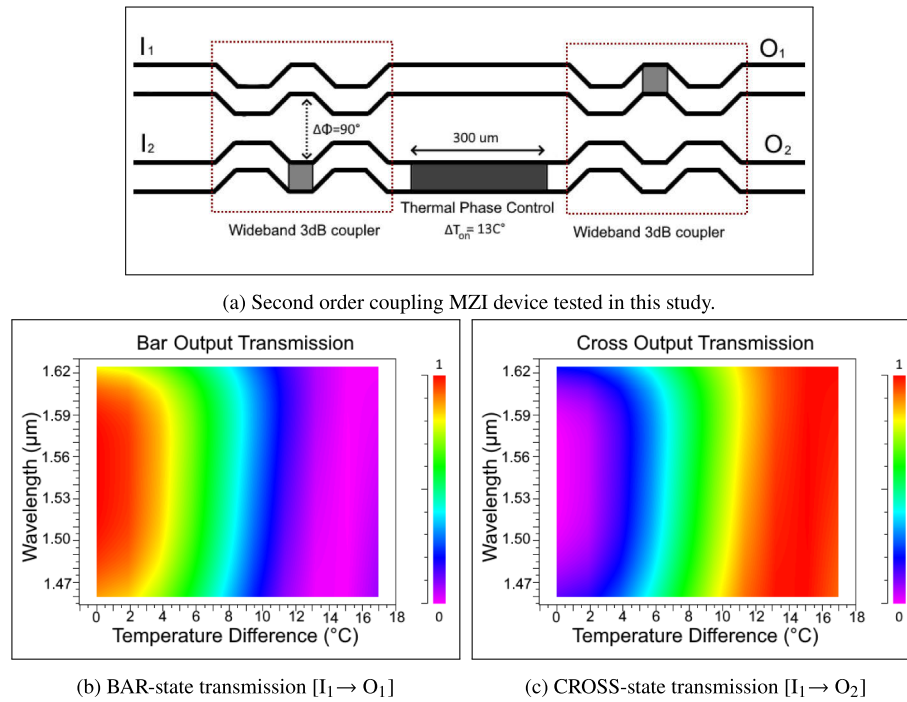 I₁ O₁
ΔΦ=90°
I₂ 300 um O₂
Thermal Phase Control
Wideband 3dB coupler ΔTₒₙ= 13C° Wideband 3dB coupler
(a) Second order coupling MZI device tested in this study.
Bar Output Transmission
1
1.62
1.59
1.56
1.53
1.50
1.47
Wavelength (µm)
0
0 2 4 6 8 10 12 14 16 18
Temperature Difference (°C)
(b) BAR-state transmission [I₁→ O₁]
Cross Output Transmission
1
1.62
1.59
1.56
1.53
1.50
1.47
Wavelength (µm)
0
0 2 4 6 8 10 12 14 16 18
Temperature Difference (°C)
(c) CROSS-state transmission [I₁→ O₂]